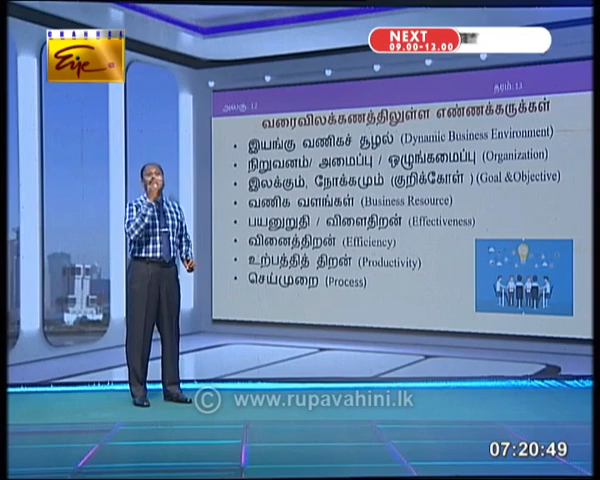 CHANNEL
Eye
NEXT
09.00-12.00
தரம்: 13
அலகு: 12
வரைவிலக்கணத்திலுள்ள எண்ணக்கருக்கள்
• இயங்கு வணிகச் சூழல் (Dynamic Business Environment)
• நிறுவனம்/ அமைப்பு / ஒழுங்கமைப்பு (Organization)
• இலக்கும், நோக்கமும் (குறிக்கோள் ) (Goal &Objective)
• வணிக வளங்கள் (Business Resource)
• பயனுறுதி / விளைதிறன் (Effectiveness)
• வினைத்திறன் (Efficiency)
• உற்பத்தித் திறன் (Productivity)
• செய்முறை (Process)
© www.rupavahini.lk
07:20:49